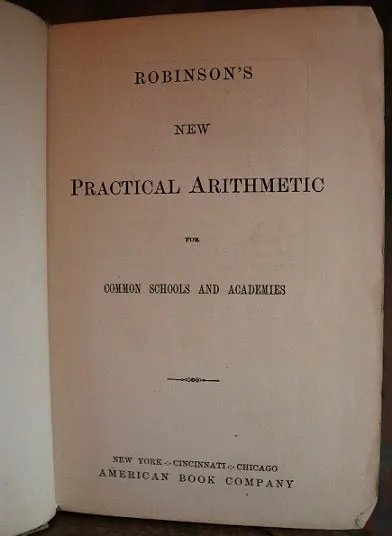 ROBINSON'S
NEW
PRACTICAL ARITHMETIC
FOR
COMMON SCHOOLS AND ACADEMIES
NEW YORK ∴ CINCINNATI ∴ CHICAGO
AMERICAN BOOK COMPANY